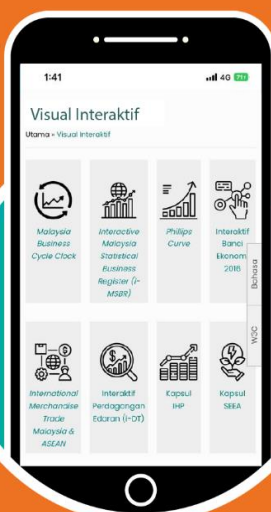 1:41
4G
Visual Interaktif
Utama » Visual Interaktif
Malaysia
Business
Cycle Clock
Interactive
Malaysia
Statistical
Business
Register (i-
MSBR)
Phillips
Curve
Interaktif
Banci
Ekonomi
2016
Bahasa
W3C
International
Merchandise
Trade
Malaysia &
ASEAN
Interaktif
Perdagangan
Edaran (i-DT)
Kapsul
IHP
Kapsul
SEEA